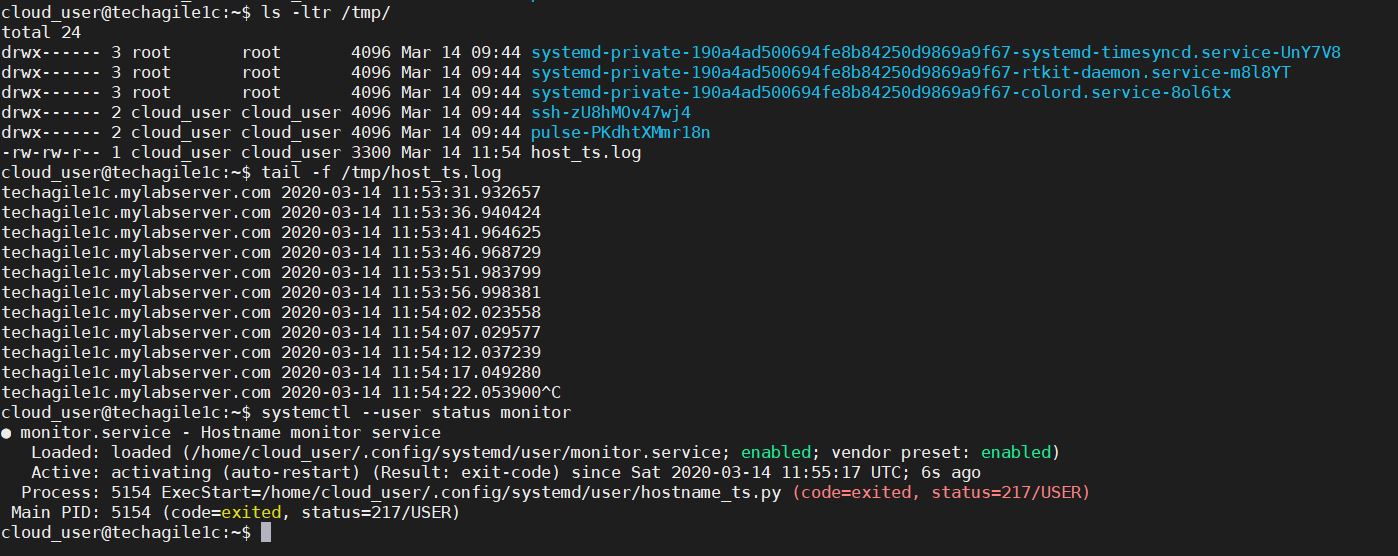 cloud_user@techagile1c:~$ ls -ltr /tmp/
total 24
drwx------ 3 root       root       4096 Mar 14 09:44 systemd-private-190a4ad500694fe8b84250d9869a9f67-systemd-timesyncd.service-UnY7V8
drwx------ 3 root       root       4096 Mar 14 09:44 systemd-private-190a4ad500694fe8b84250d9869a9f67-rtkit-daemon.service-m8l8YT
drwx------ 3 root       root       4096 Mar 14 09:44 systemd-private-190a4ad500694fe8b84250d9869a9f67-colord.service-8ol6tx
drwx------ 2 cloud_user cloud_user 4096 Mar 14 09:44 ssh-zU8hMOv47wj4
drwx------ 2 cloud_user cloud_user 4096 Mar 14 09:44 pulse-PKdhtXMmr18n
-rw-rw-r-- 1 cloud_user cloud_user 3300 Mar 14 11:54 host_ts.log
cloud_user@techagile1c:~$ tail -f /tmp/host_ts.log
techagile1c.mylabserver.com 2020-03-14 11:53:31.932657
techagile1c.mylabserver.com 2020-03-14 11:53:36.940424
techagile1c.mylabserver.com 2020-03-14 11:53:41.964625
techagile1c.mylabserver.com 2020-03-14 11:53:46.968729
techagile1c.mylabserver.com 2020-03-14 11:53:51.983799
techagile1c.mylabserver.com 2020-03-14 11:53:56.998381
techagile1c.mylabserver.com 2020-03-14 11:54:02.023558
techagile1c.mylabserver.com 2020-03-14 11:54:07.029577
techagile1c.mylabserver.com 2020-03-14 11:54:12.037239
techagile1c.mylabserver.com 2020-03-14 11:54:17.049280
techagile1c.mylabserver.com 2020-03-14 11:54:22.053900^C
cloud_user@techagile1c:~$ systemctl --user status monitor
● monitor.service - Hostname monitor service
   Loaded: loaded (/home/cloud_user/.config/systemd/user/monitor.service; enabled; vendor preset: enabled)
   Active: activating (auto-restart) (Result: exit-code) since Sat 2020-03-14 11:55:17 UTC; 6s ago
  Process: 5154 ExecStart=/home/cloud_user/.config/systemd/user/hostname_ts.py (code=exited, status=217/USER)
 Main PID: 5154 (code=exited, status=217/USER)
cloud_user@techagile1c:~$